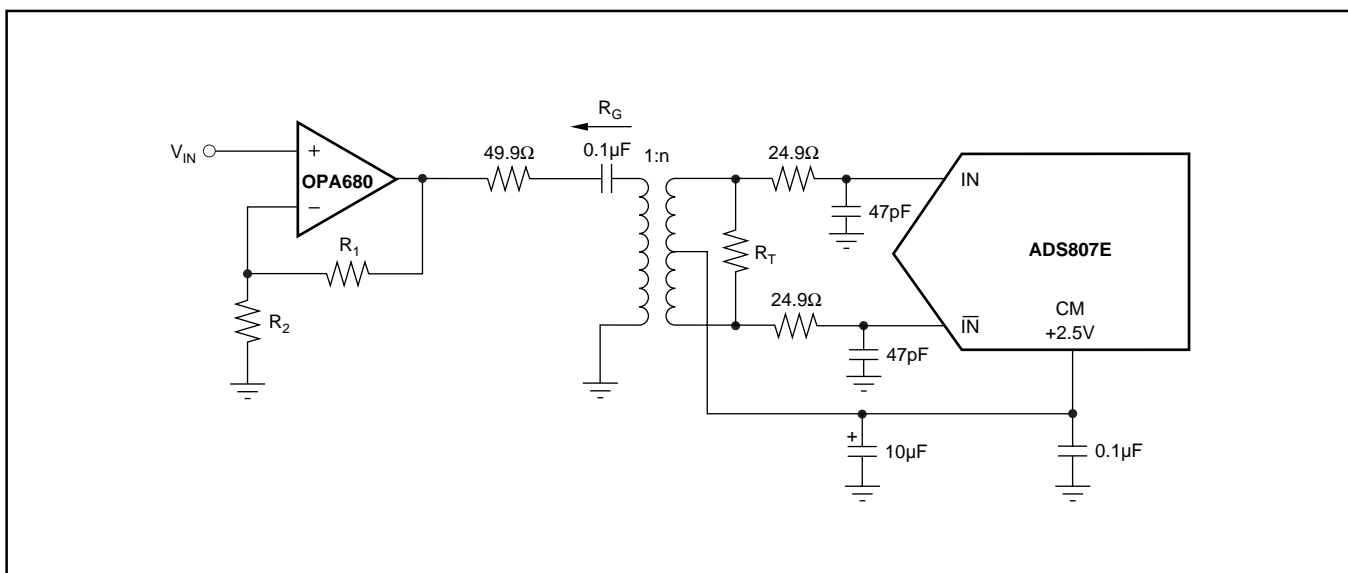 R_G
V_IN
+
OPA680
–
49.9Ω
0.1µF
1:n
24.9Ω
47pF
IN
ADS807E
R_1
R_2
R_T
24.9Ω
47pF
I̅N̅
CM
+2.5V
+
10µF
0.1µF